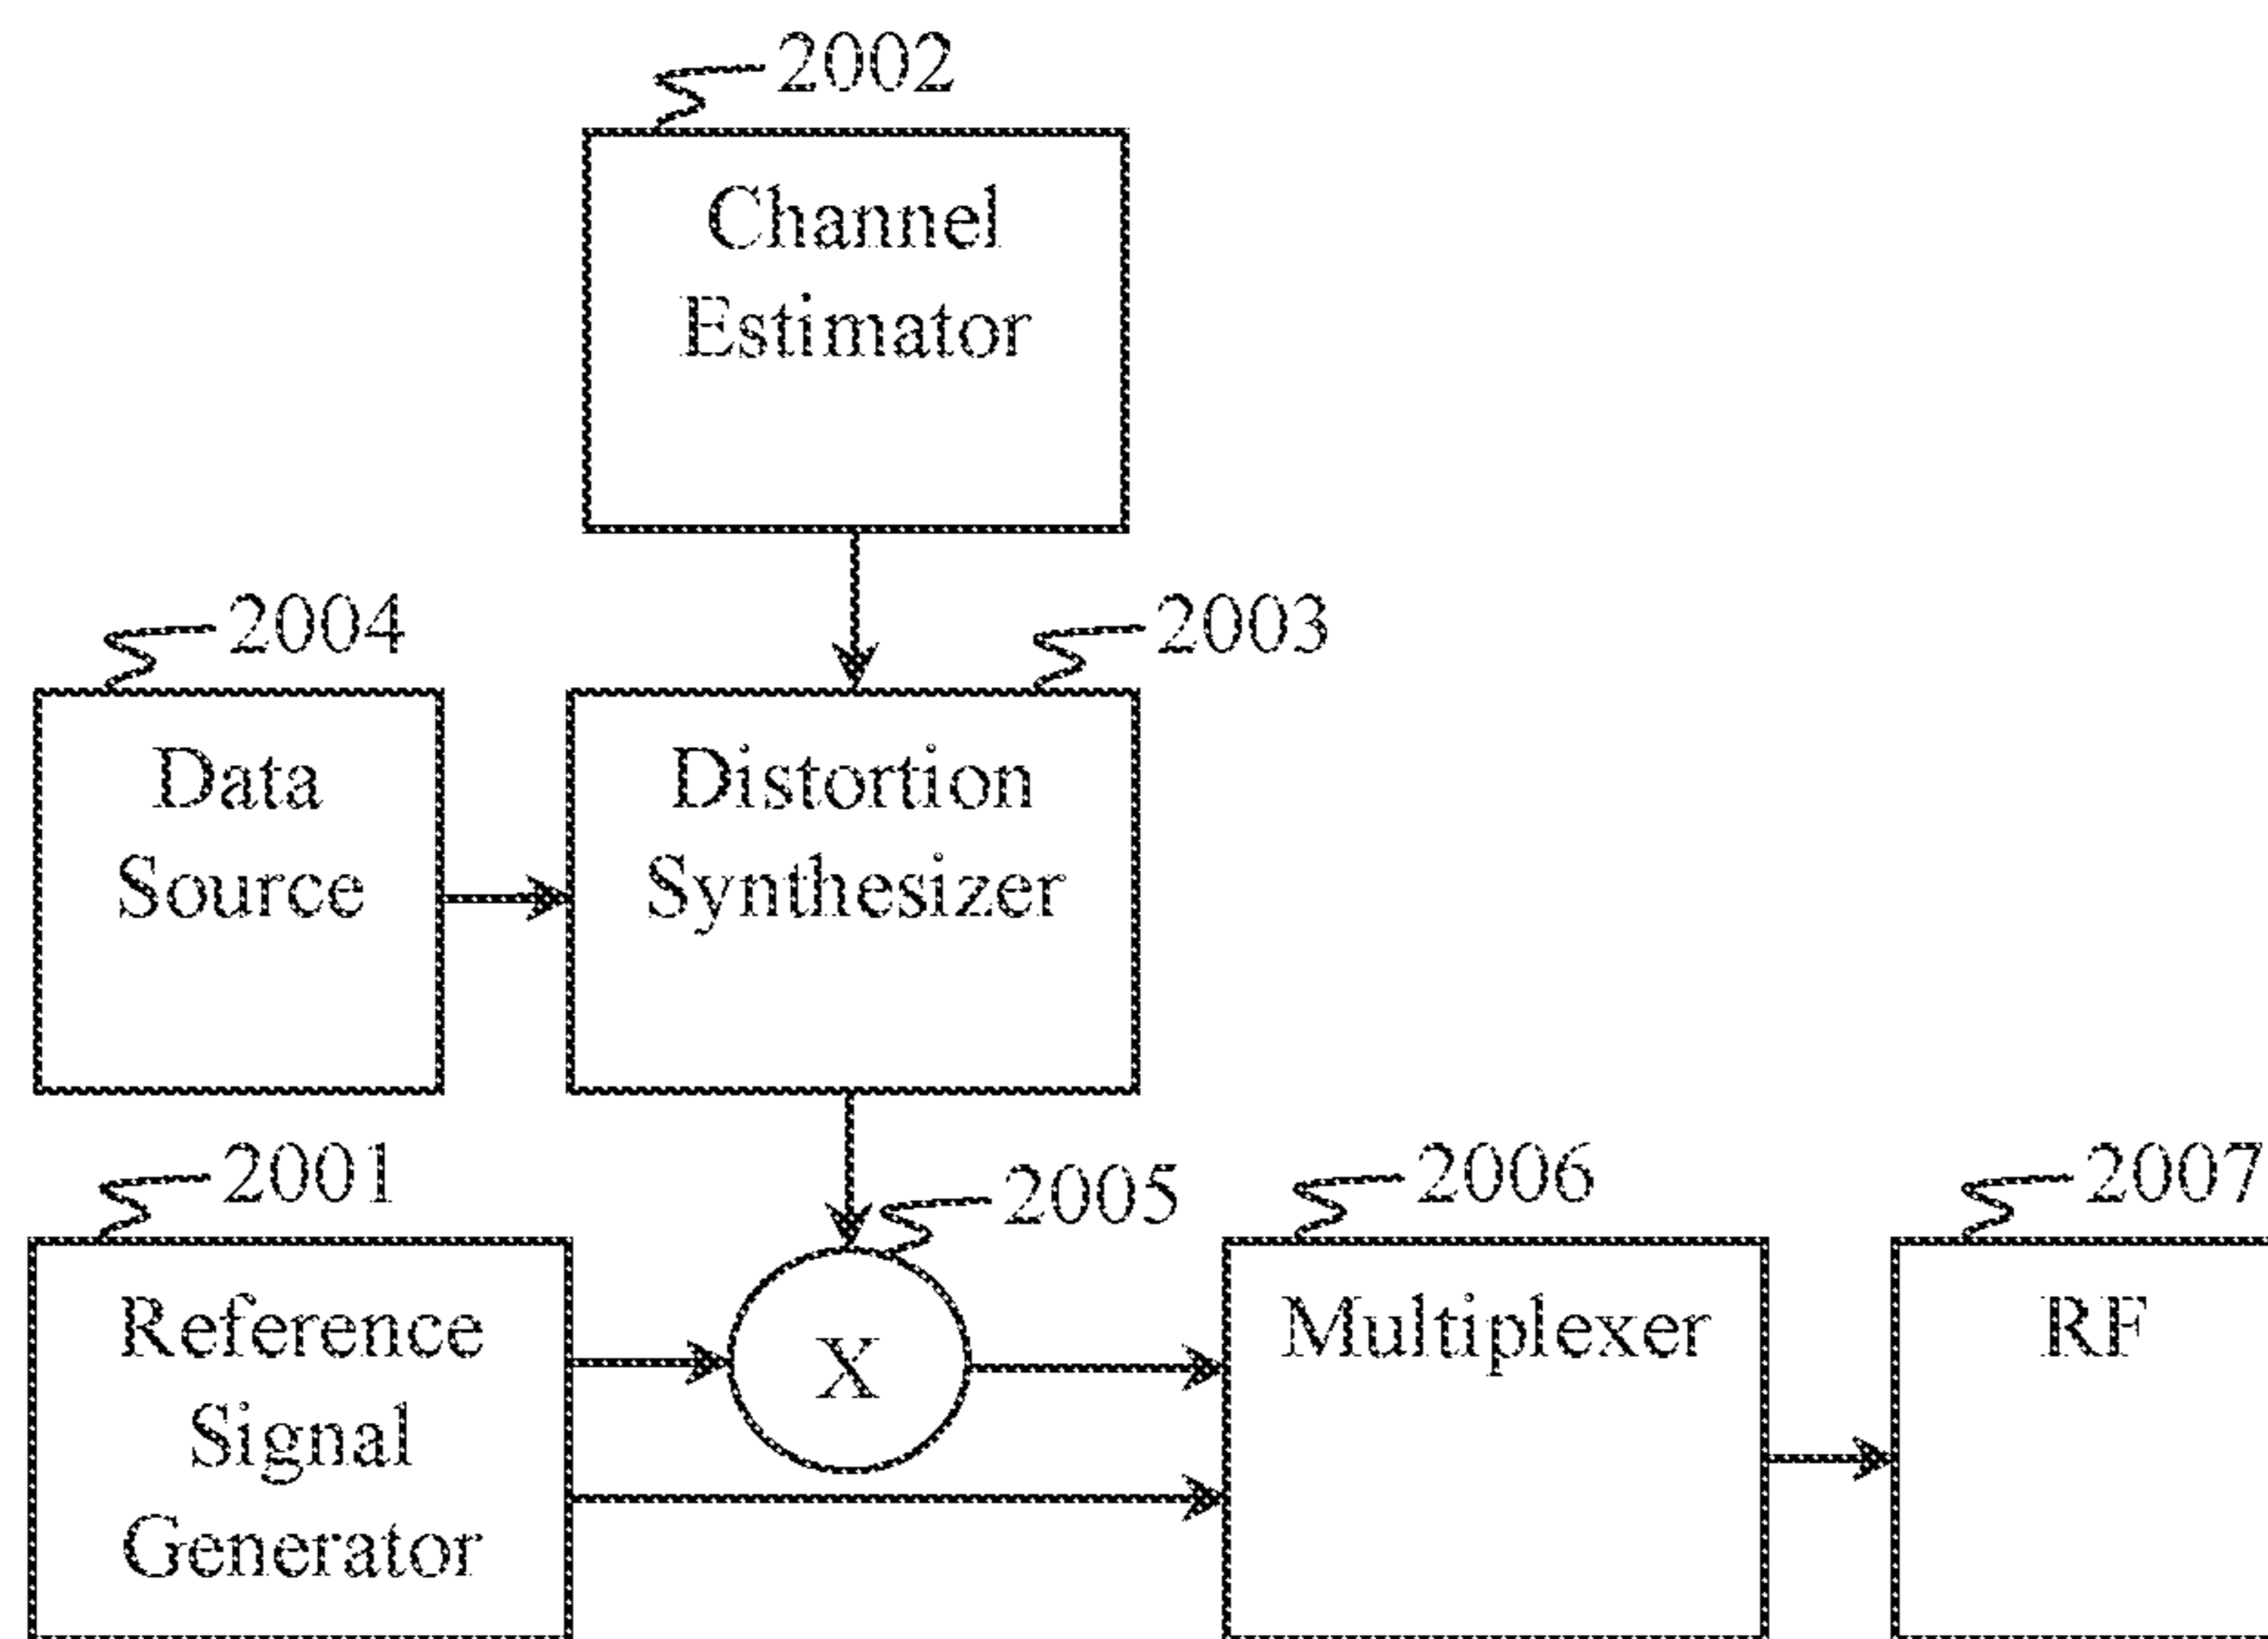 2002
Channel
Estimator
2004
2003
Data
Source
Distortion
Synthesizer
2001
2005
2006
2007
Reference
Signal
Generator
X
Multiplexer
RF